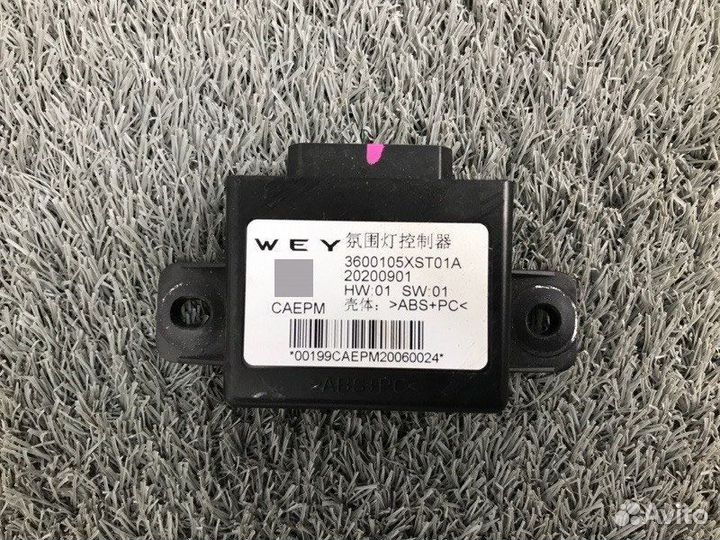 WEY 氛围灯控制器
3600105XST01A
20200901
HW:01 SW:01
CAEPM 壳体: >ABS+PC<
*00199CAEPM20060024*
>ABS+PC<
Avito